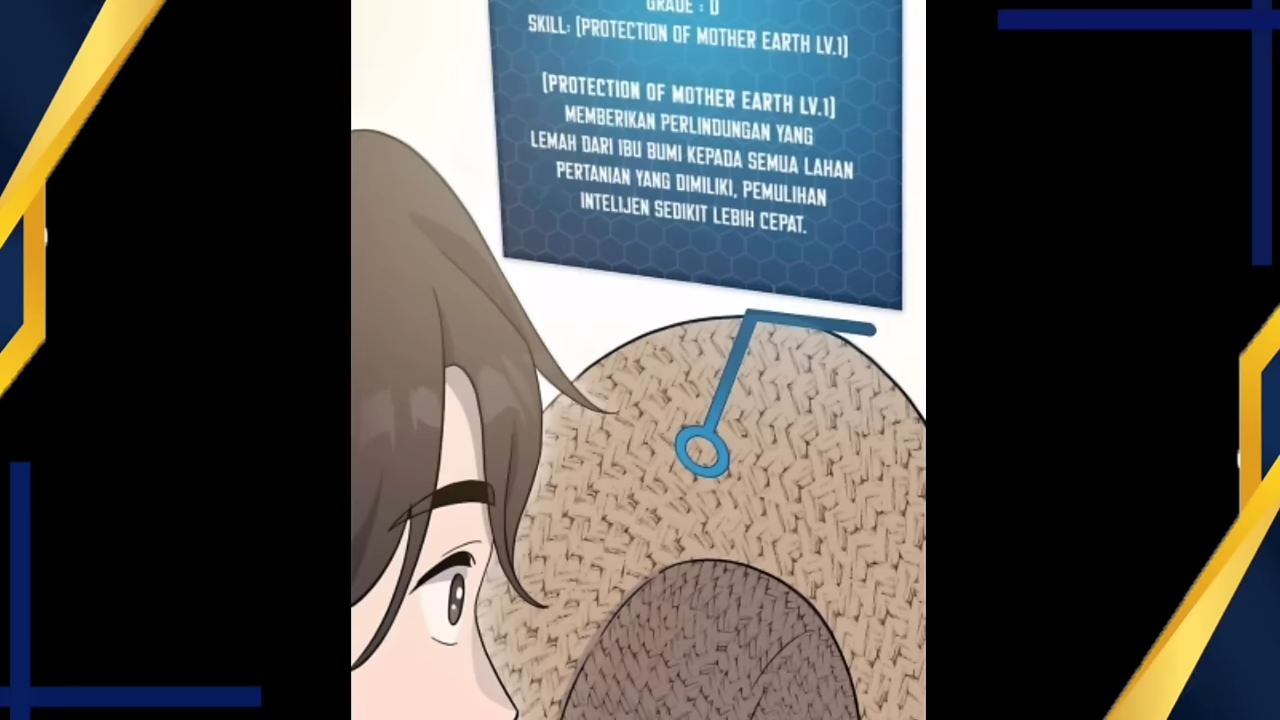 GRADE : D
SKILL: [PROTECTION OF MOTHER EARTH LV.1]
[PROTECTION OF MOTHER EARTH LV.1]
MEMBERIKAN PERLINDUNGAN YANG
LEMAH DARI IBU BUMI KEPADA SEMUA LAHAN
PERTANIAN YANG DIMILIKI, PEMULIHAN
INTELIJEN SEDIKIT LEBIH CEPAT.